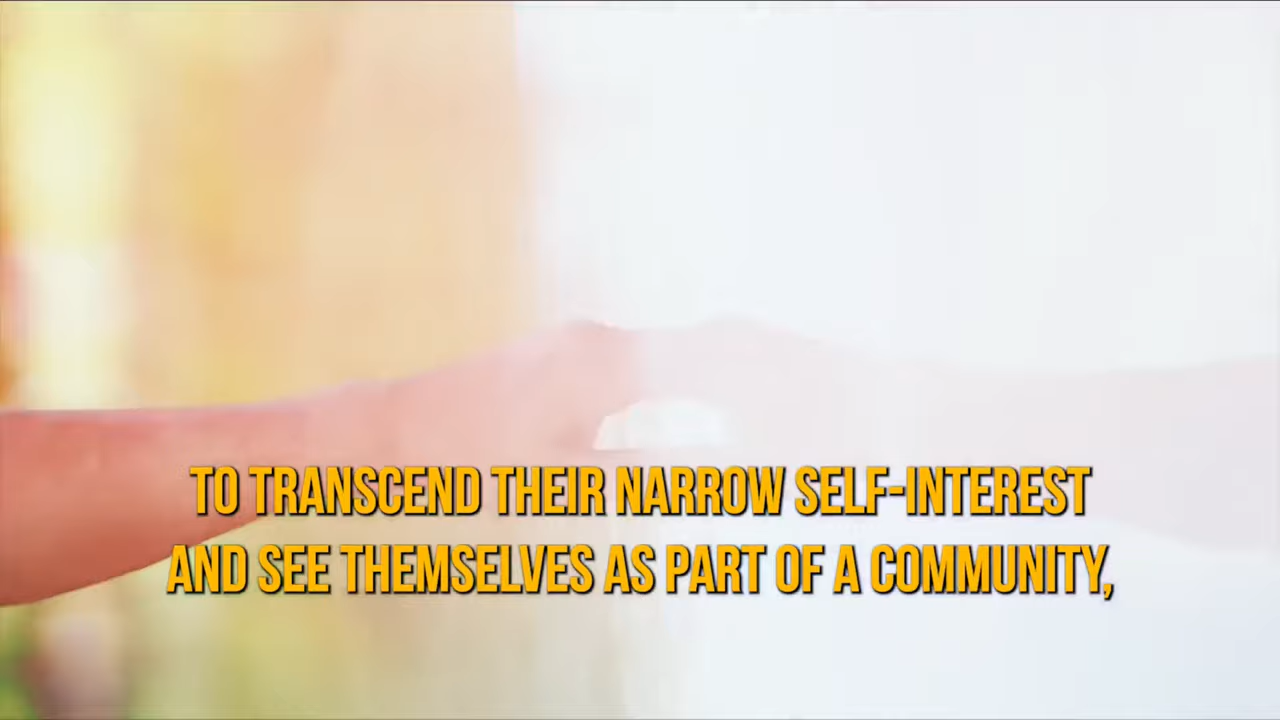 TO TRANSCEND THEIR NARROW SELF-INTEREST
AND SEE THEMSELVES AS PART OF A COMMUNITY,